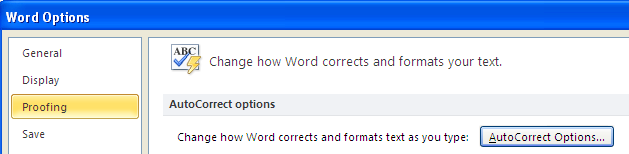 Word Options
General
Display
Proofing
Save
ABC
Change how Word corrects and formats your text.
AutoCorrect options
Change how Word corrects and formats text as you type: AutoCorrect Options...